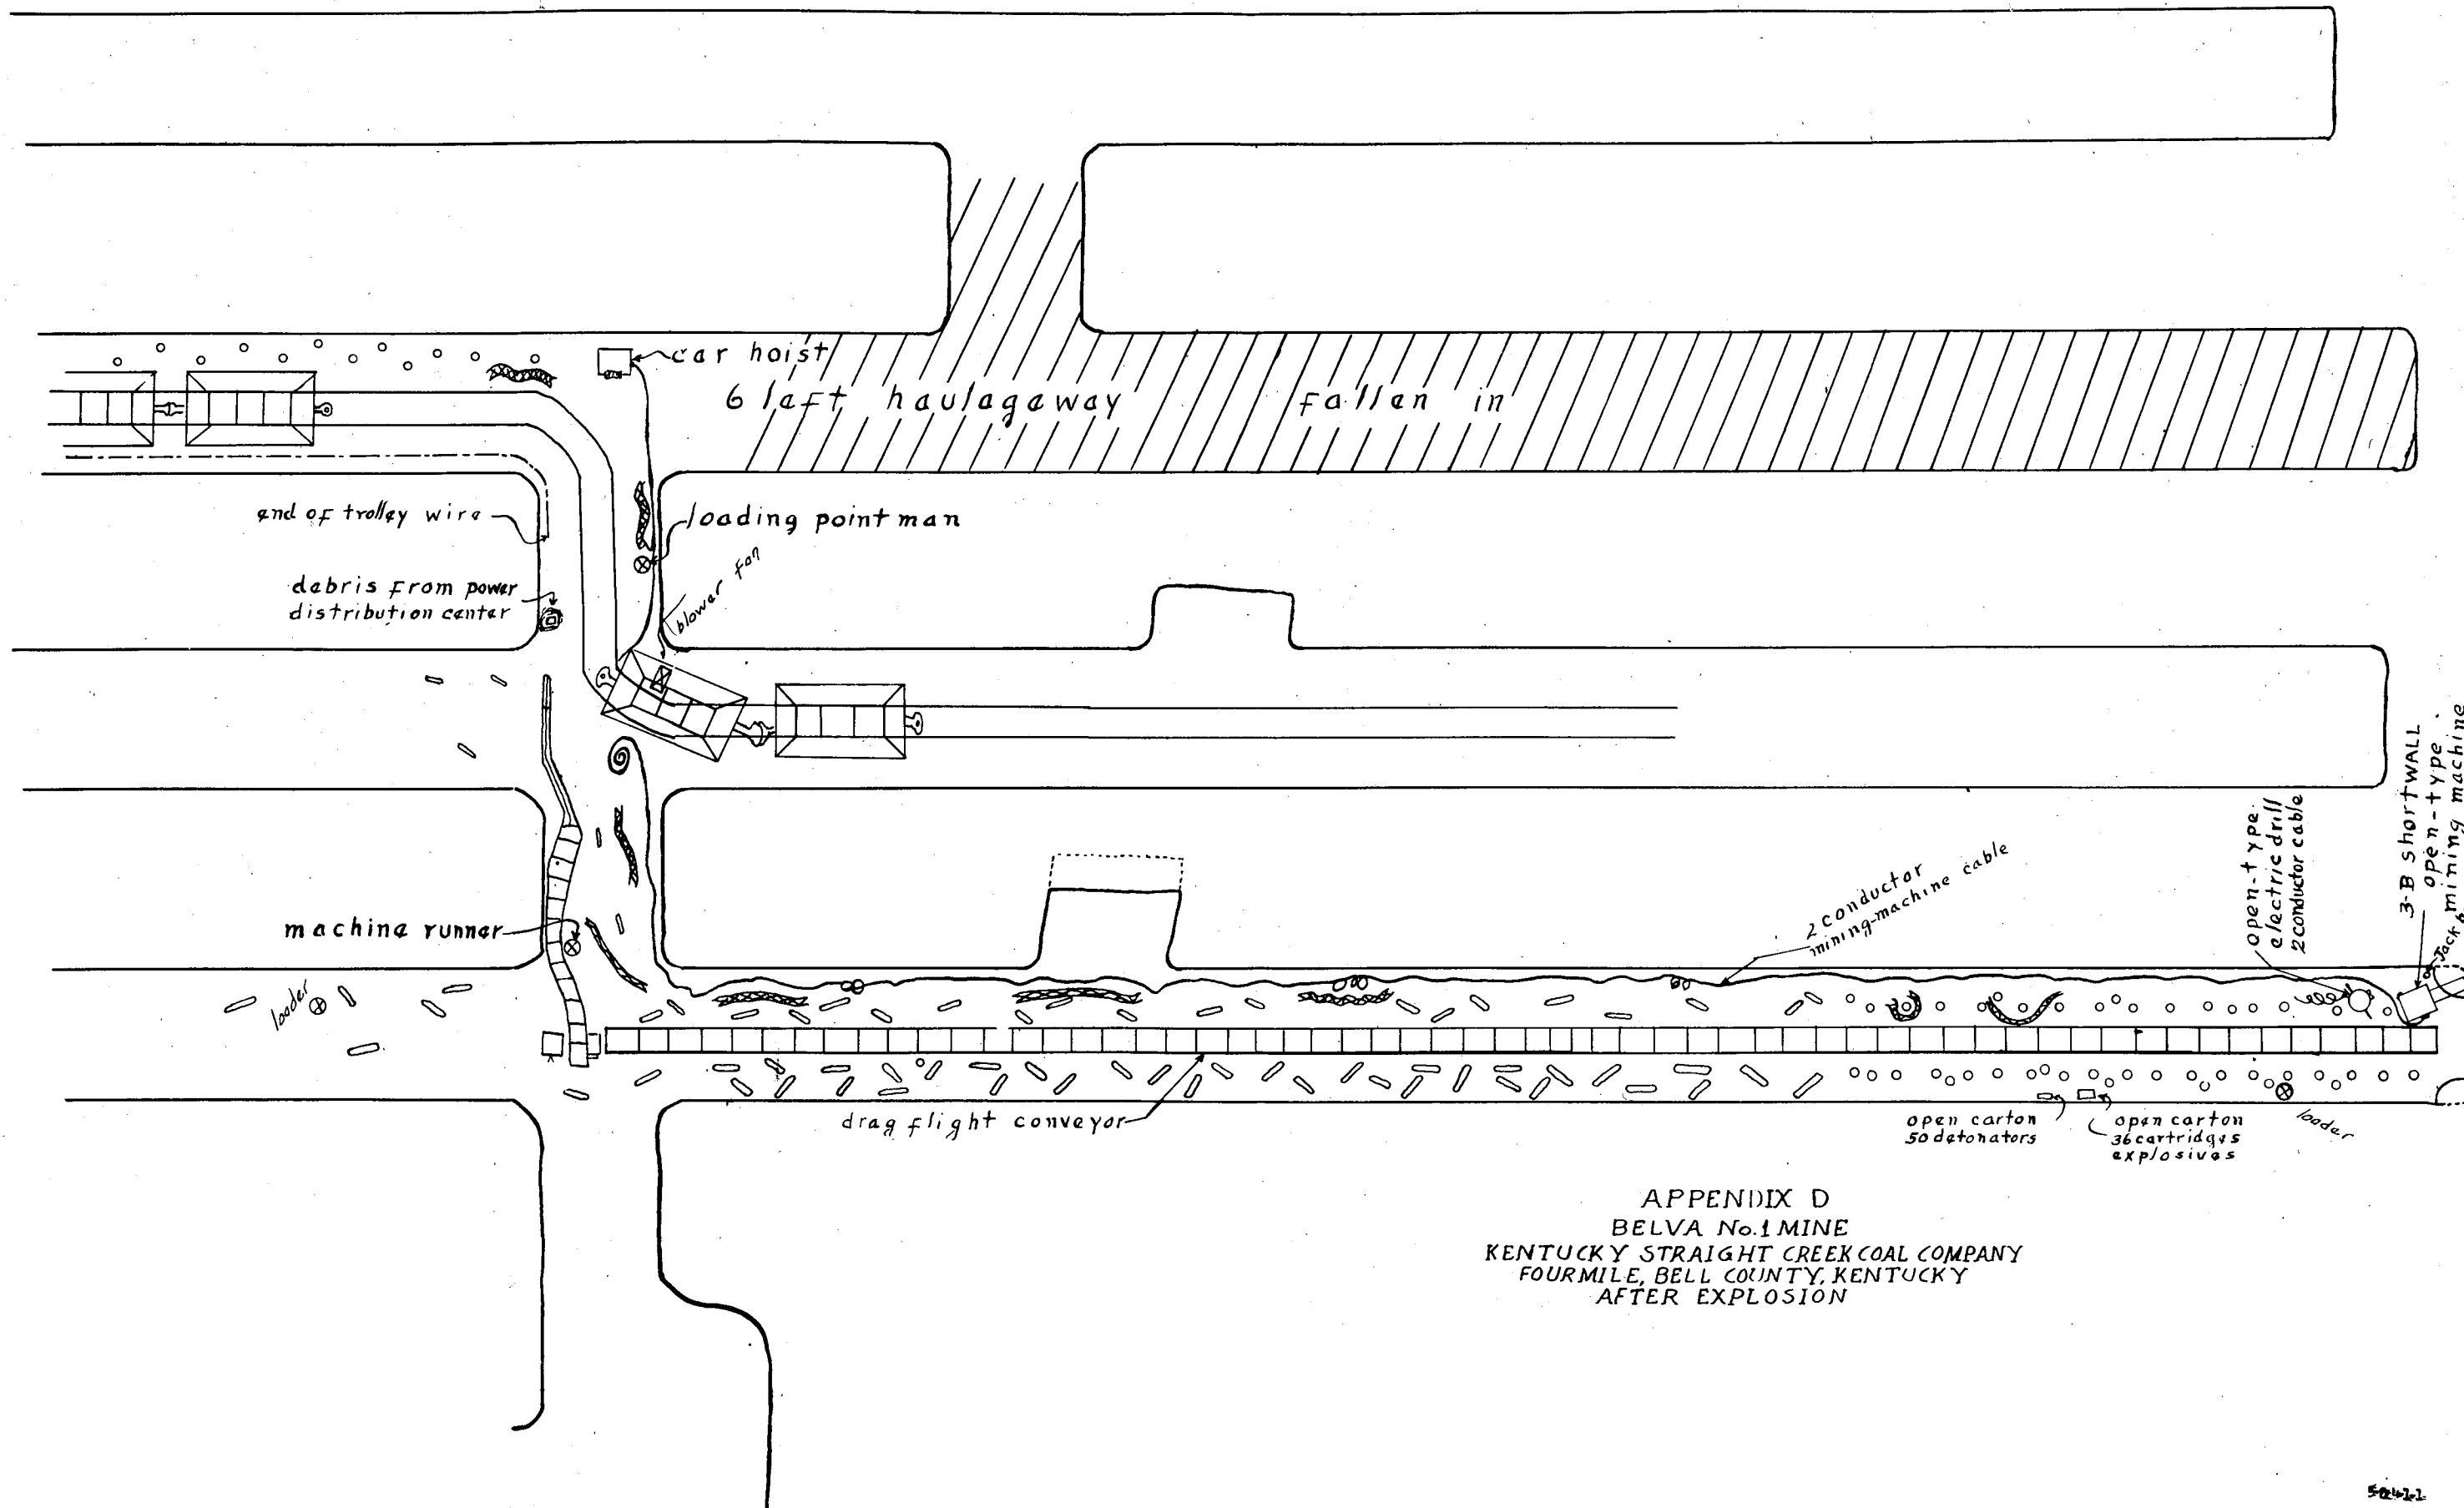 car hoist
6 left haulageway fallen in
end of trolley wire
loading point man
blower fan
debris from power
distribution center
machine runner
loader
2 conductor
mining-machine cable
open-type
electric drill
2 conductor cable
3-B shortWALL
open-type
mining machine
Jack
drag flight conveyor
open carton
50 detonators
open carton
36 cartridges
explosives
loader
APPENDIX D
BELVA No.1 MINE
KENTUCKY STRAIGHT CREEK COAL COMPANY
FOURMILE, BELL COUNTY, KENTUCKY
AFTER EXPLOSION